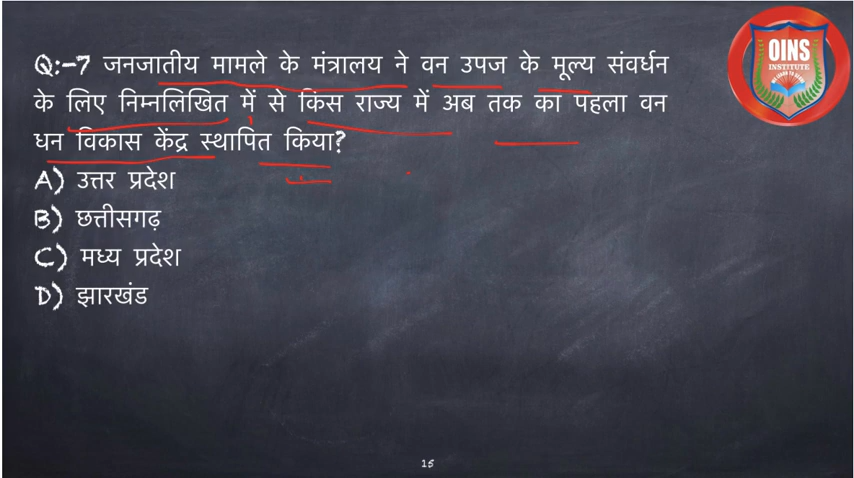 OINS
INSTITUTE
Q:-7 जनजातीय मामले के मंत्रालय ने वन उपज के मूल्य संवर्धन
के लिए निम्नलिखित में से किस राज्य में अब तक का पहला वन
धन विकास केंद्र स्थापित किया?
A) उत्तर प्रदेश
B) छत्तीसगढ़
C) मध्य प्रदेश
D) झारखंड
15